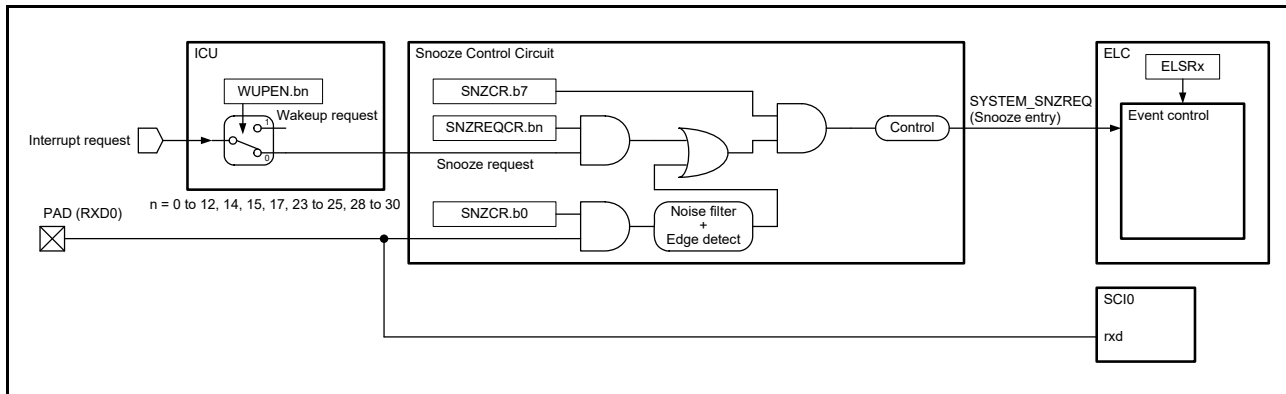 ICU
WUPEN.bn
1
Wakeup request
Interrupt request
0
n = 0 to 12, 14, 15, 17, 23 to 25, 28 to 30
PAD (RXD0)
Snooze Control Circuit
SNZCR.b7
SNZREQCR.bn
Snooze request
SNZCR.b0
Noise filter
+
Edge detect
Control
SYSTEM_SNZREQ
(Snooze entry)
ELC
ELSRx
Event control
SCI0
rxd